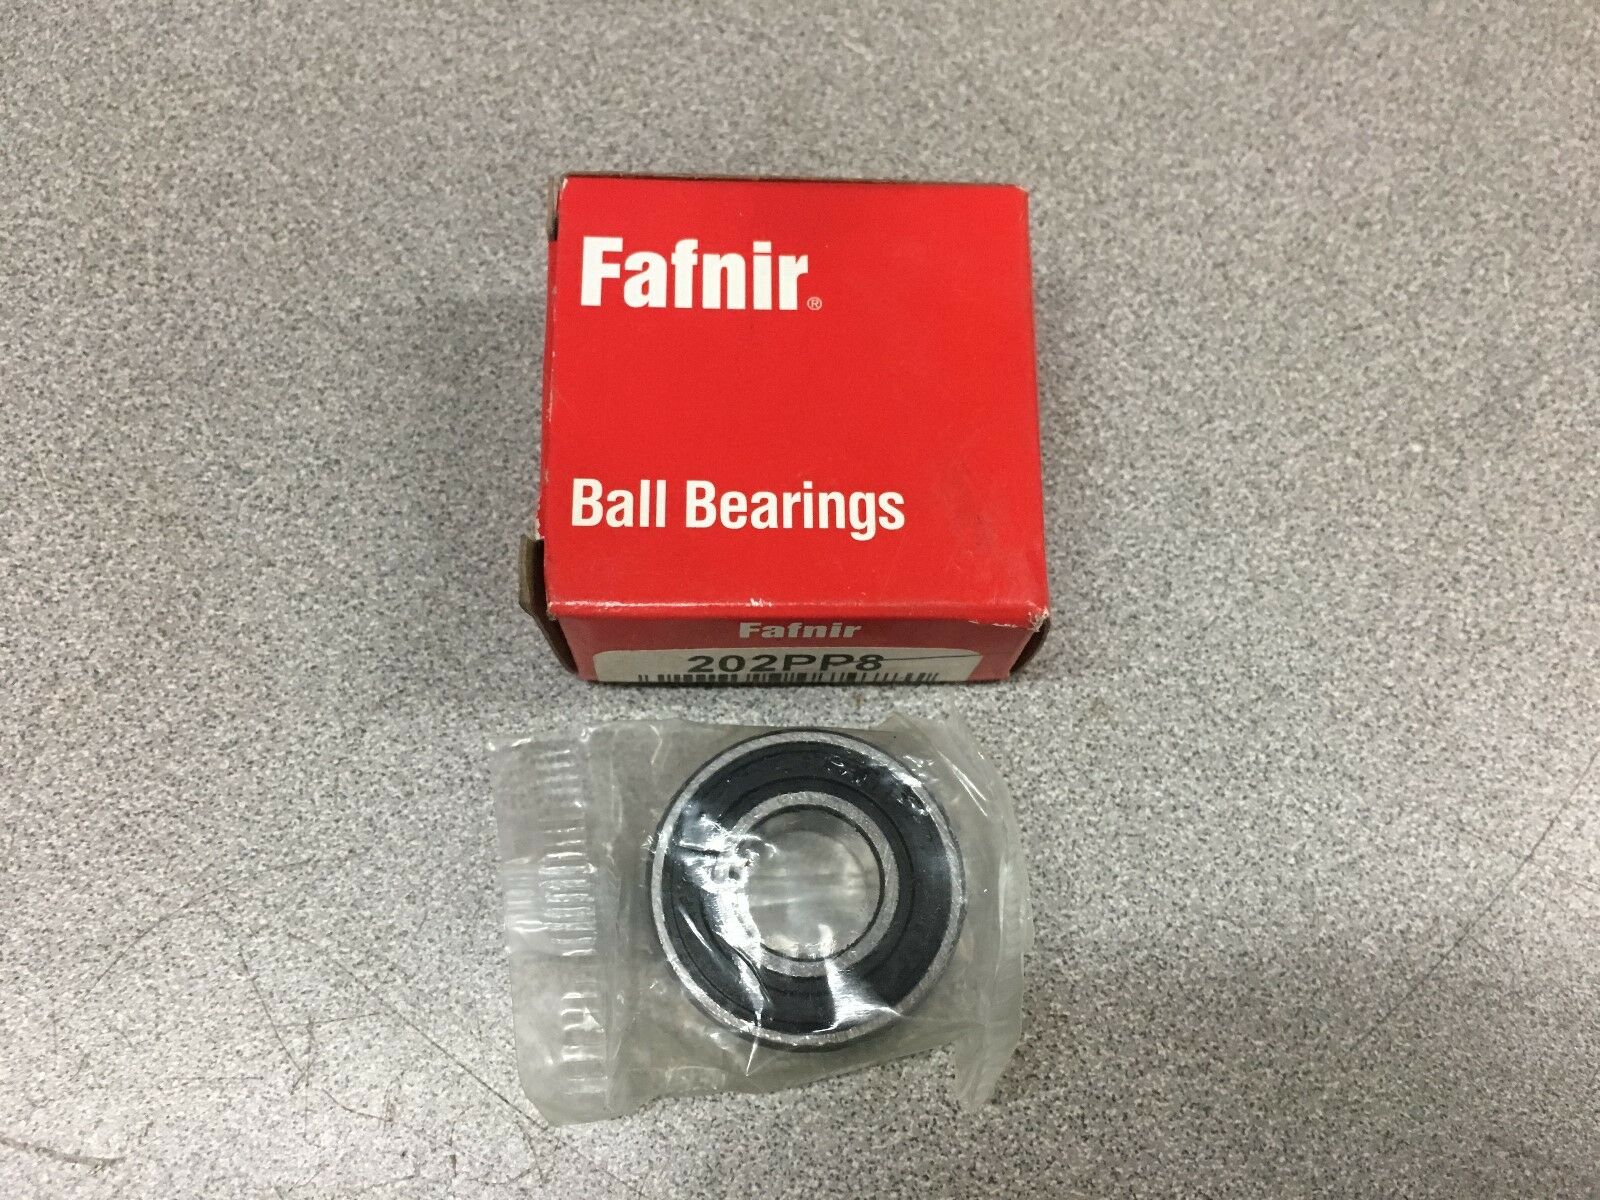 Fafnir®
Ball Bearings
Fafnir
202PP8